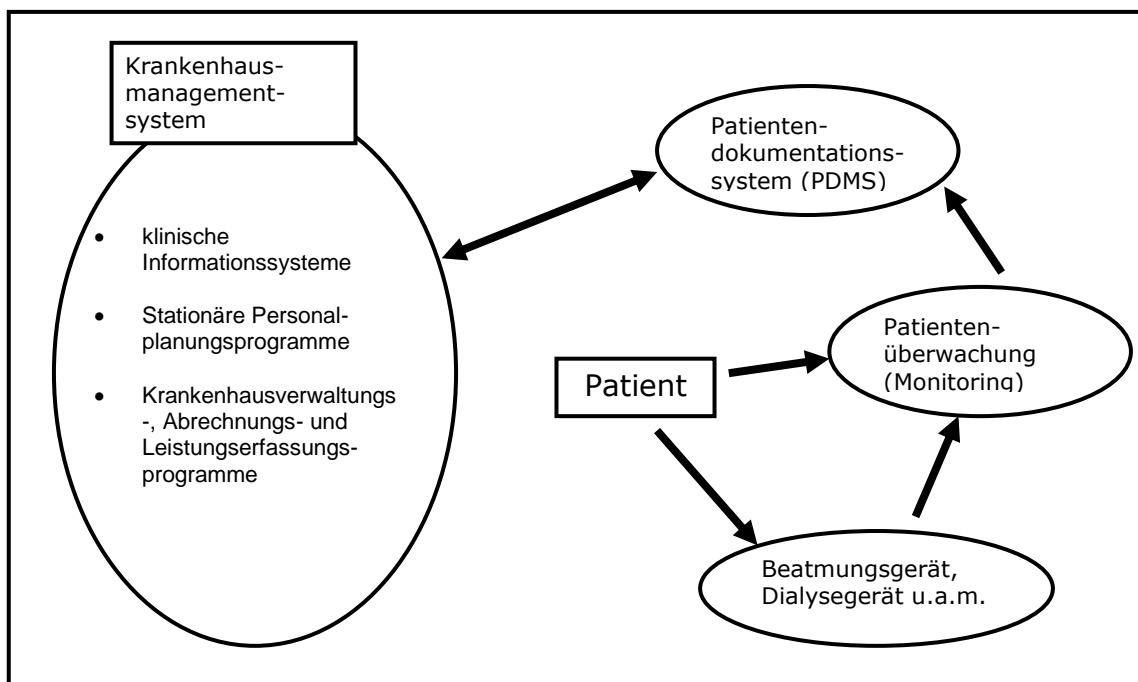 Krankenhaus-
management-
system
• klinische
Informationssysteme
• Stationäre Personal-
planungsprogramme
• Krankenhausverwaltungs
-, Abrechnungs- und
Leistungserfassungs-
programme
Patienten-
dokumentations-
system (PDMS)
Patienten-
überwachung
(Monitoring)
Patient
Beatmungsgerät,
Dialysegerät u.a.m.